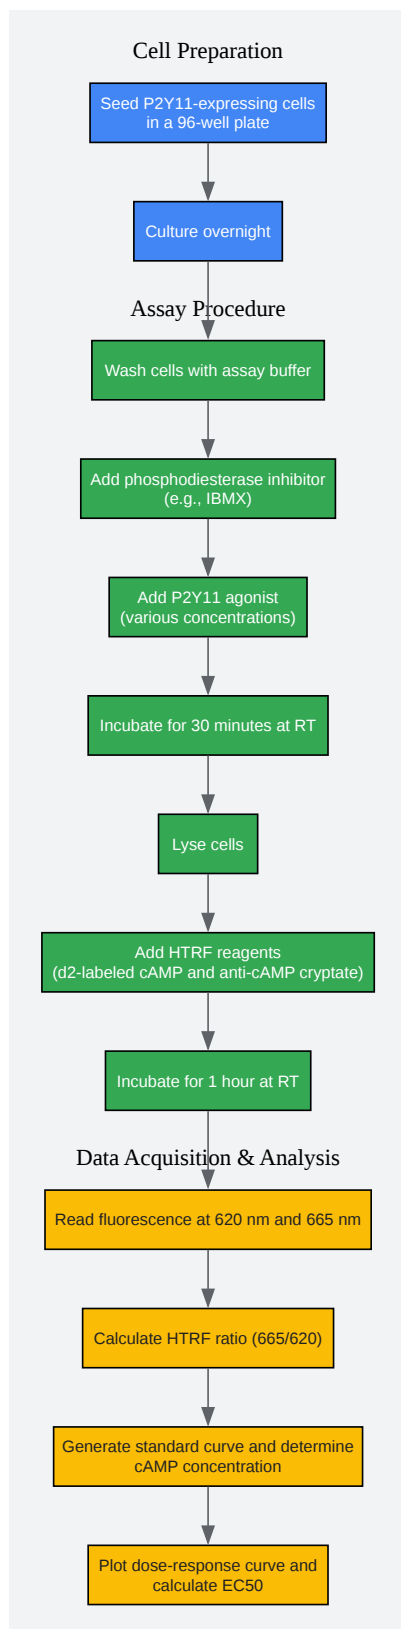 Cell Preparation
Seed P2Y11-expressing cells
in a 96-well plate
Culture overnight
Assay Procedure
Wash cells with assay buffer
Add phosphodiesterase inhibitor
(e.g., IBMX)
Add P2Y11 agonist
(various concentrations)
Incubate for 30 minutes at RT
Lyse cells
Add HTRF reagents
(d2-labeled cAMP and anti-cAMP cryptate)
Incubate for 1 hour at RT
Data Acquisition & Analysis
Read fluorescence at 620 nm and 665 nm
Calculate HTRF ratio (665/620)
Generate standard curve and determine
cAMP concentration
Plot dose-response curve and
calculate EC50